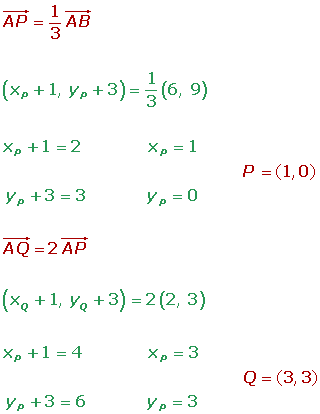 AP⃗ = 1/3 AB⃗
(x_P + 1, y_P + 3) = 1/3 (6, 9)
x_P + 1 = 2 x_P = 1
P = (1, 0)
y_P + 3 = 3 y_P = 0
AQ⃗ = 2 AP⃗
(x_Q + 1, y_Q + 3) = 2 (2, 3)
x_P + 1 = 4 x_P = 3
Q = (3, 3)
y_P + 3 = 6 y_P = 3